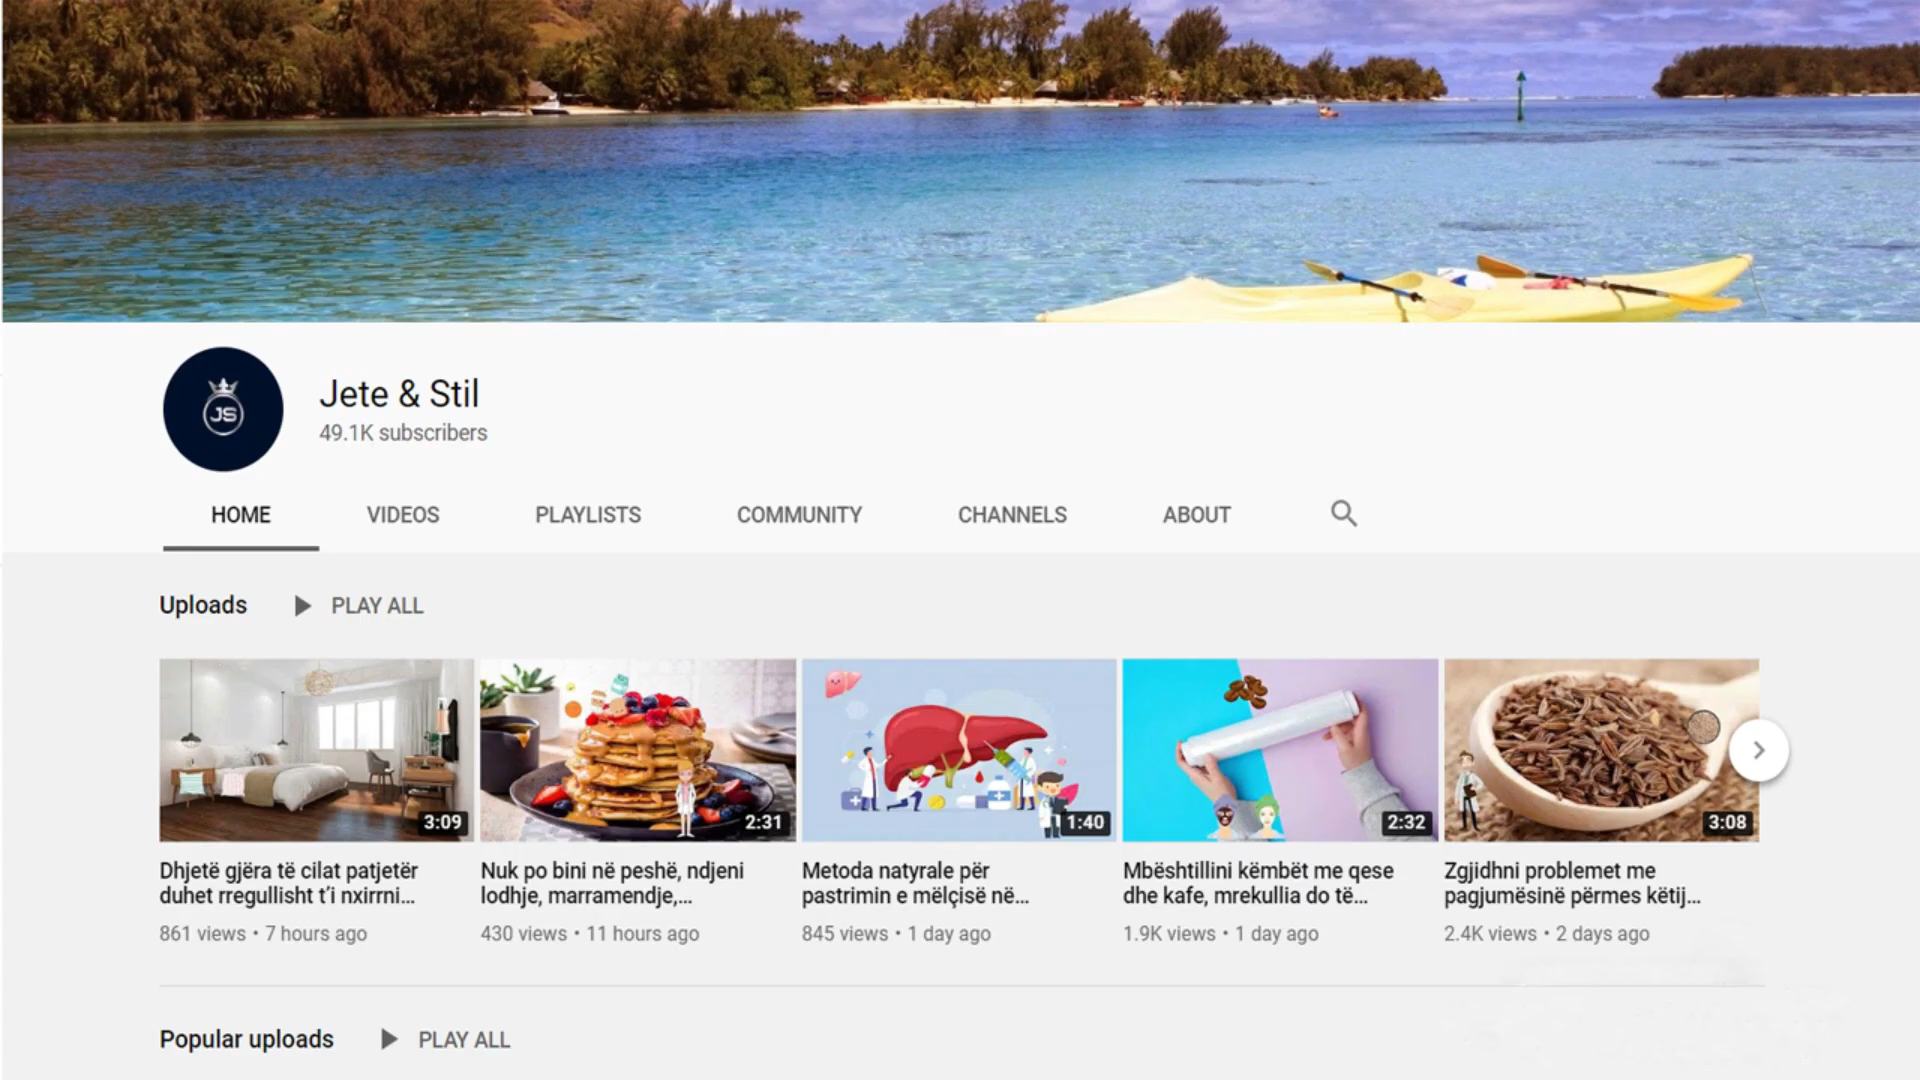 JS
Jete & Stil
49.1K subscribers
HOME VIDEOS PLAYLISTS COMMUNITY CHANNELS ABOUT
Uploads PLAY ALL
3:09 2:31 1:40 2:32 3:08
Dhjetë gjëra të cilat patjetër
duhet rregullisht t'i nxirrni...
861 views • 7 hours ago
Nuk po bini në peshë, ndjeni
lodhje, marramendje,...
430 views • 11 hours ago
Metoda natyrale për
pastrimin e mëlçisë në...
845 views • 1 day ago
Mbështillini këmbët me qese
dhe kafe, mrekullia do të...
1.9K views • 1 day ago
Zgjidhni problemet me
pagjumësinë përmes këtij...
2.4K views • 2 days ago
Popular uploads PLAY ALL